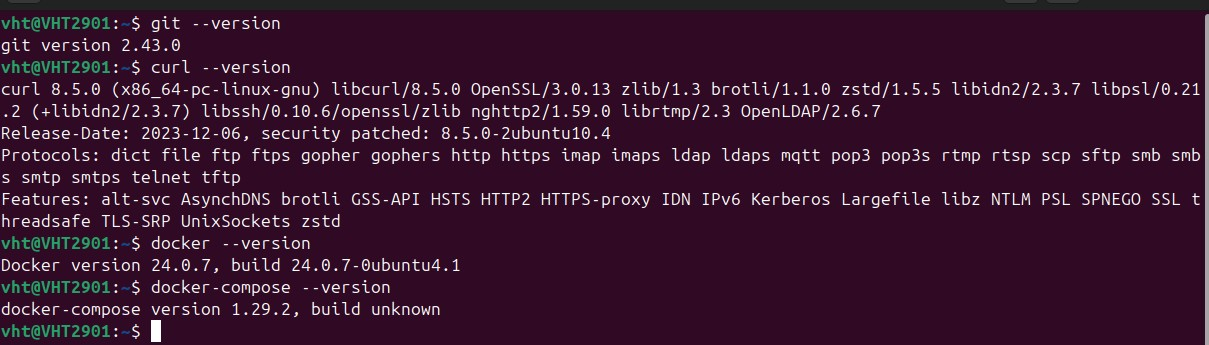 vht@VHT2901:~$ git --version
git version 2.43.0
vht@VHT2901:~$ curl --version
curl 8.5.0 (x86_64-pc-linux-gnu) libcurl/8.5.0 OpenSSL/3.0.13 zlib/1.3 brotli/1.1.0 zstd/1.5.5 libidn2/2.3.7 libpsl/0.21
.2 (+libidn2/2.3.7) libssh/0.10.6/openssl/zlib nghttp2/1.59.0 librtmp/2.3 OpenLDAP/2.6.7
Release-Date: 2023-12-06, security patched: 8.5.0-2ubuntu10.4
Protocols: dict file ftp ftps gopher gophers http https imap imaps ldap ldaps mqtt pop3 pop3s rtmp rtsp scp sftp smb smb
s smtp smtps telnet tftp
Features: alt-svc AsynchDNS brotli GSS-API HSTS HTTP2 HTTPS-proxy IDN IPv6 Kerberos Largefile libz NTLM PSL SPNEGO SSL t
hreadsafe TLS-SRP UnixSockets zstd
vht@VHT2901:~$ docker --version
Docker version 24.0.7, build 24.0.7-0ubuntu4.1
vht@VHT2901:~$ docker-compose --version
docker-compose version 1.29.2, build unknown
vht@VHT2901:~$